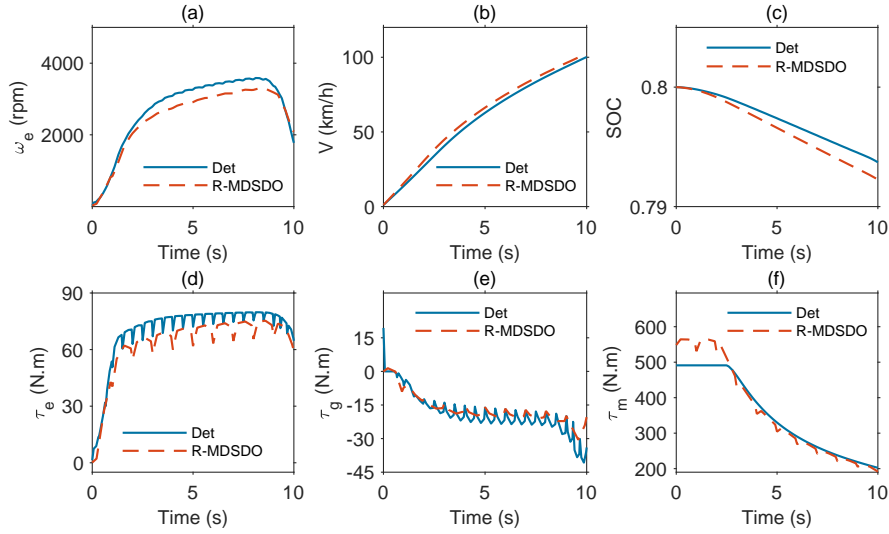 (a)
4000
2000
ω_e (rpm)
Det
R-MDSDO
0
5
10
Time (s)
(b)
100
50
0
V (km/h)
Det
R-MDSDO
0
5
10
Time (s)
(c)
0.8
0.79
SOC
Det
R-MDSDO
0
5
10
Time (s)
(d)
90
60
30
0
τ_e (N.m)
Det
R-MDSDO
0
5
10
Time (s)
(e)
15
0
-15
-30
-45
τ_g (N.m)
Det
R-MDSDO
0
5
10
Time (s)
(f)
600
500
400
300
200
τ_m (N.m)
Det
R-MDSDO
0
5
10
Time (s)